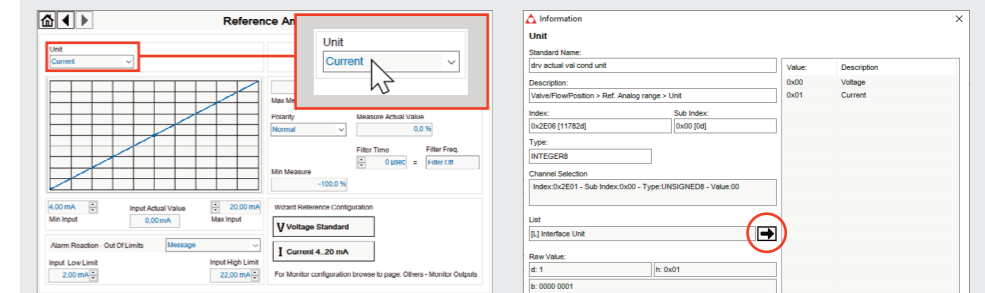 Reference An
Unit
Current
Unit
Current
Max Me
Polarity
Measure Actual Value
Normal
0,0 %
Filter Time
Filter Freq.
0 µsec
=
Filter Off
Min Measure
-100,0 %
4,00 mA
Input Actual Value
20,00 mA
Min Input
0,00 mA
Max Input
Wizard Reference Configuration
V Voltage Standard
I Current 4..20 mA
Alarm Reaction - Out Of Limits
Message
Input Low Limit
Input High Limit
2,00 mA
22,00 mA
For Monitor configuration browse to page: Others - Monitor Outputs
Information
Unit
Standard Name:
drv actual val cond unit
Description:
Valve/Flow/Position > Ref. Analog range > Unit
Index:
Sub Index:
0x2E06 [11782d]
0x00 [0d]
Type:
INTEGER8
Channel Selection
Index:0x2E01 - Sub Index:0x00 - Type:UNSIGNED8 - Value:00
List
[L] Interface Unit
Raw Value:
d: 1
h: 0x01
b: 0000 0001
Value:
Description
0x00
Voltage
0x01
Current